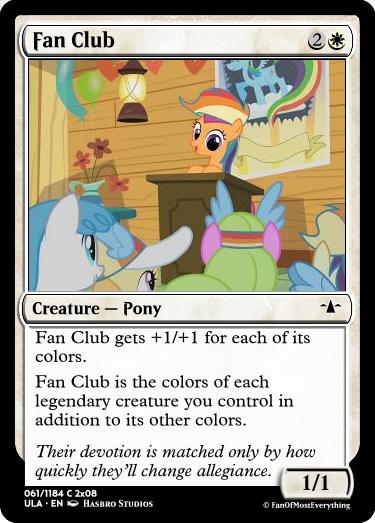 Fan Club 2
Creature — Pony
Fan Club gets +1/+1 for each of its
colors.
Fan Club is the colors of each
legendary creature you control in
addition to its other colors.
Their devotion is matched only by how
quickly they'll change allegiance.
1/1
061/1184 C 2x08
ULA · EN Hasbro Studios
© FanOfMostEverything